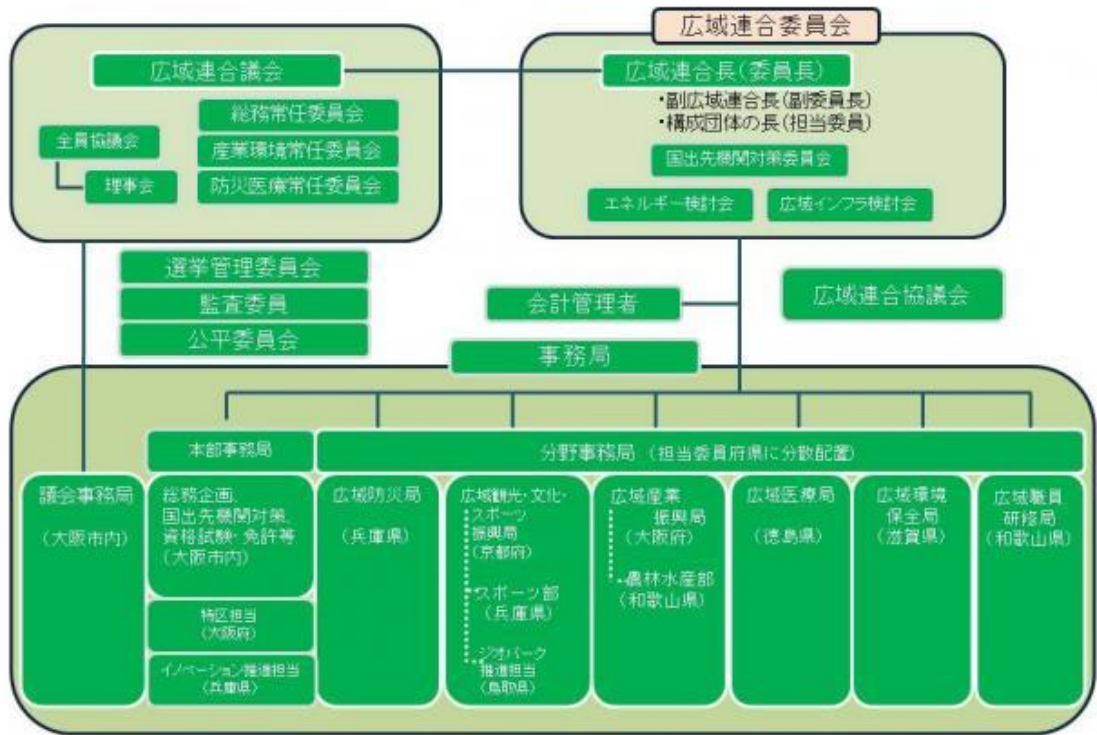 広域連合委員会
広域連合議会
広域連合長(委員長)
・副広域連合長(副委員長)
・構成団体の長(担当委員)
総務常任委員会
全員協議会
産業環境常任委員会
国出先機関対策委員会
理事会
防災医療常任委員会
エネルギー検討会
広域インフラ検討会
選挙管理委員会
監査委員
公平委員会
会計管理者
広域連合協議会
事務局
本部事務局
分野事務局(担当委員府県に分散配置)
議会事務局
(大阪市内)
総務企画、
国出先機関対策、
資格試験・免許等
(大阪市内)
特区担当
(大阪府)
イノベーション推進担当
(兵庫県)
広域防災局
(兵庫県)
広域観光・文化・
スポーツ
振興局
(京都府)
スポーツ部
(兵庫県)
ジオパーク
推進担当
(鳥取県)
広域産業
振興局
(大阪府)
農林水産部
(和歌山県)
広域医療局
(徳島県)
広域環境
保全局
(滋賀県)
広域職員
研修局
(和歌山県)